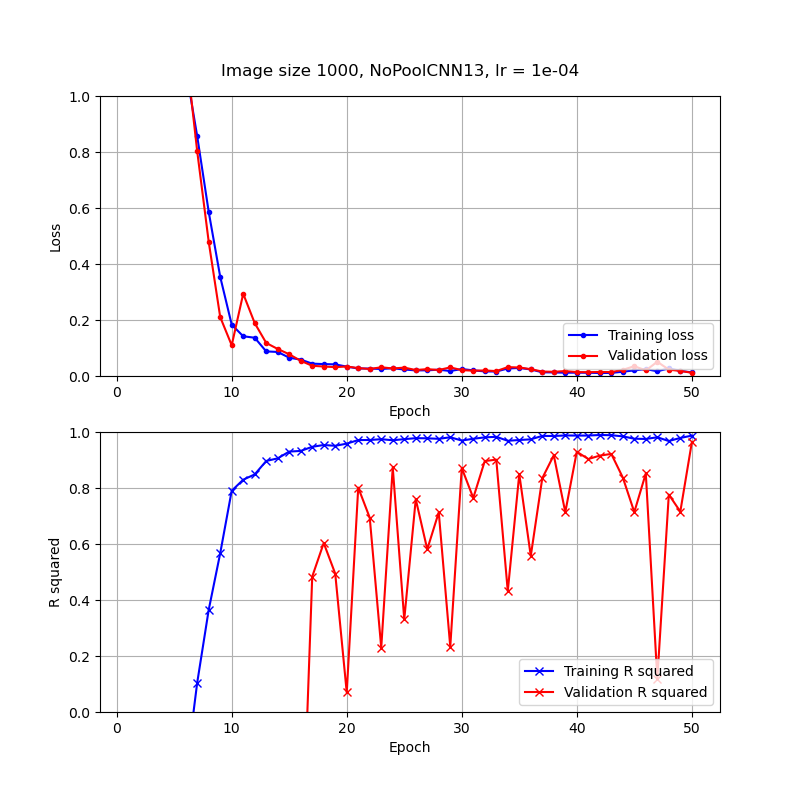 Image size 1000, NoPoolCNN13, lr = 1e-04
1.0
0.8
0.6
0.4
0.2
0.0
Loss
Training loss
Validation loss
0 10 20 30 40 50
Epoch
1.0
0.8
0.6
0.4
0.2
0.0
R squared
Training R squared
Validation R squared
0 10 20 30 40 50
Epoch